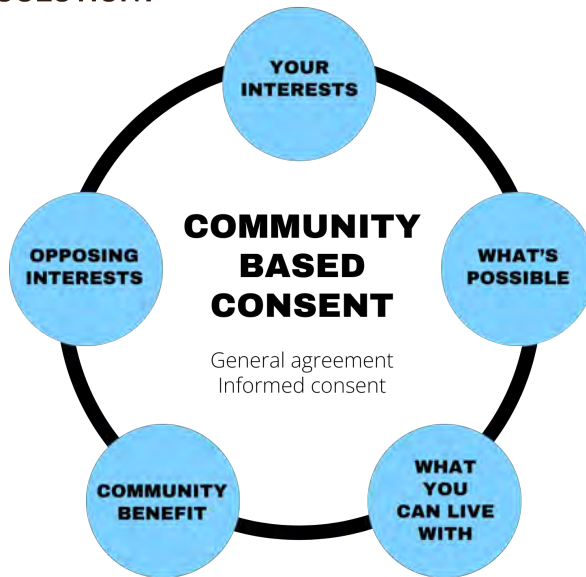 YOUR
INTERESTS
OPPOSING
INTERESTS
COMMUNITY
BASED
CONSENT
WHAT'S
POSSIBLE
General agreement
Informed consent
COMMUNITY
BENEFIT
WHAT
YOU
CAN LIVE
WITH